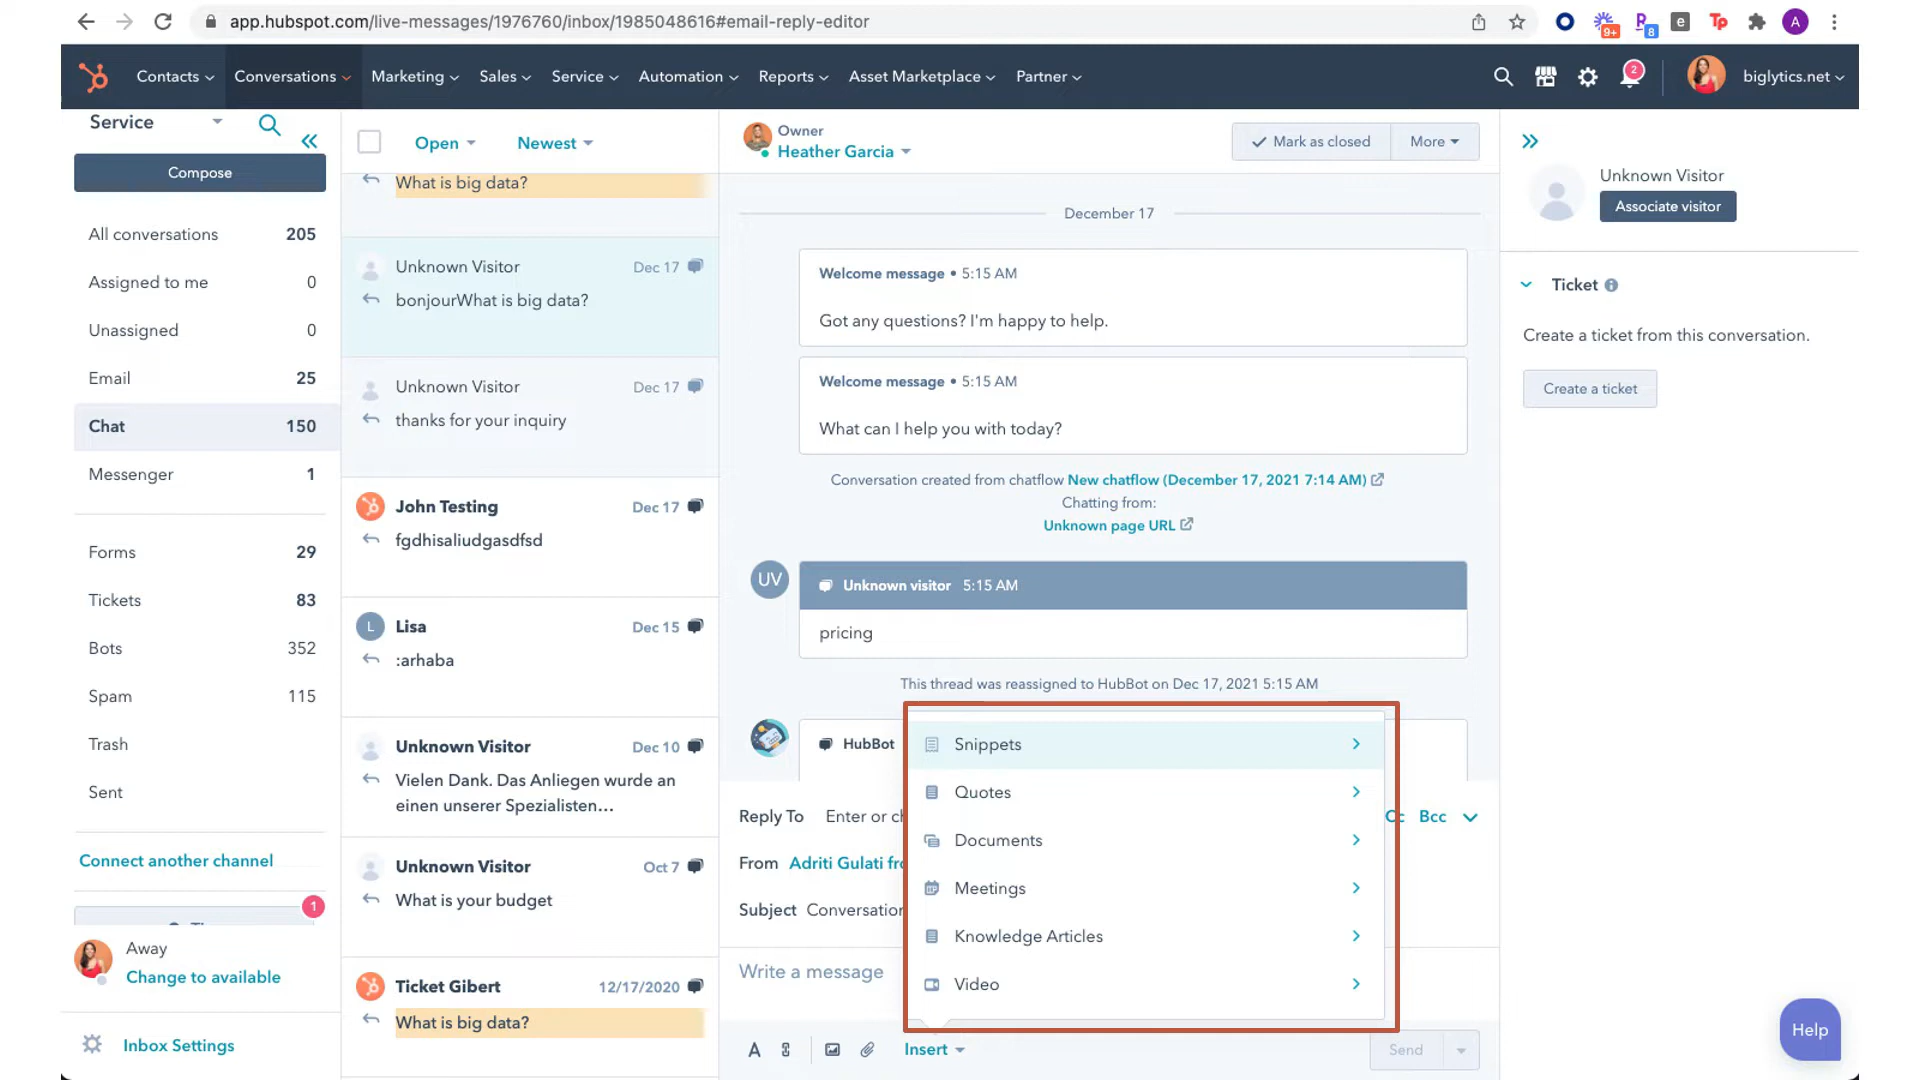 app.hubspot.com/live-messages/1976760/inbox/1985048616#email-reply-editor
9+
8
e
Tp
A
Contacts
Conversations
Marketing
Sales
Service
Automation
Reports
Asset Marketplace
Partner
2
biglytics.net
Service
Compose
All conversations 205
Assigned to me 0
Unassigned 0
Email 25
Chat 150
Messenger 1
Forms 29
Tickets 83
Bots 352
Spam 115
Trash
Sent
Connect another channel
1
Away
Change to available
Inbox Settings
Open
Newest
What is big data?
Unknown Visitor Dec 17
bonjourWhat is big data?
Unknown Visitor Dec 17
thanks for your inquiry
John Testing Dec 17
fgdhisaliudgasdfsd
L Lisa Dec 15
:arhaba
Unknown Visitor Dec 10
Vielen Dank. Das Anliegen wurde an
einen unserer Spezialisten…
Unknown Visitor Oct 7
What is your budget
Ticket Gibert 12/17/2020
What is big data?
Owner
Heather Garcia
Mark as closed
More
December 17
Welcome message • 5:15 AM
Got any questions? I'm happy to help.
Welcome message • 5:15 AM
What can I help you with today?
Conversation created from chatflow New chatflow (December 17, 2021 7:14 AM)
Chatting from:
Unknown page URL
UV
Unknown visitor 5:15 AM
pricing
This thread was reassigned to HubBot on Dec 17, 2021 5:15 AM
HubBot
Snippets
Quotes
Documents
Meetings
Knowledge Articles
Video
Reply To Enter or ch
Cc Bcc
From Adriti Gulati fro
Subject Conversation
Write a message
A
Insert
Send
Unknown Visitor
Associate visitor
Ticket
Create a ticket from this conversation.
Create a ticket
Help